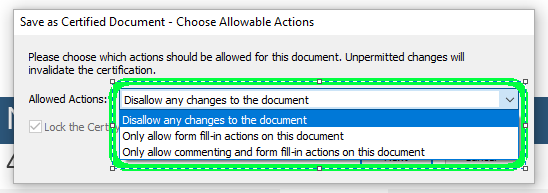 Save as Certified Document - Choose Allowable Actions
Please choose which actions should be allowed for this document. Unpermitted changes will
invalidate the certification.
Allowed Actions: Disallow any changes to the document
Disallow any changes to the document
Only allow form fill-in actions on this document
Only allow commenting and form fill-in actions on this document
Lock the